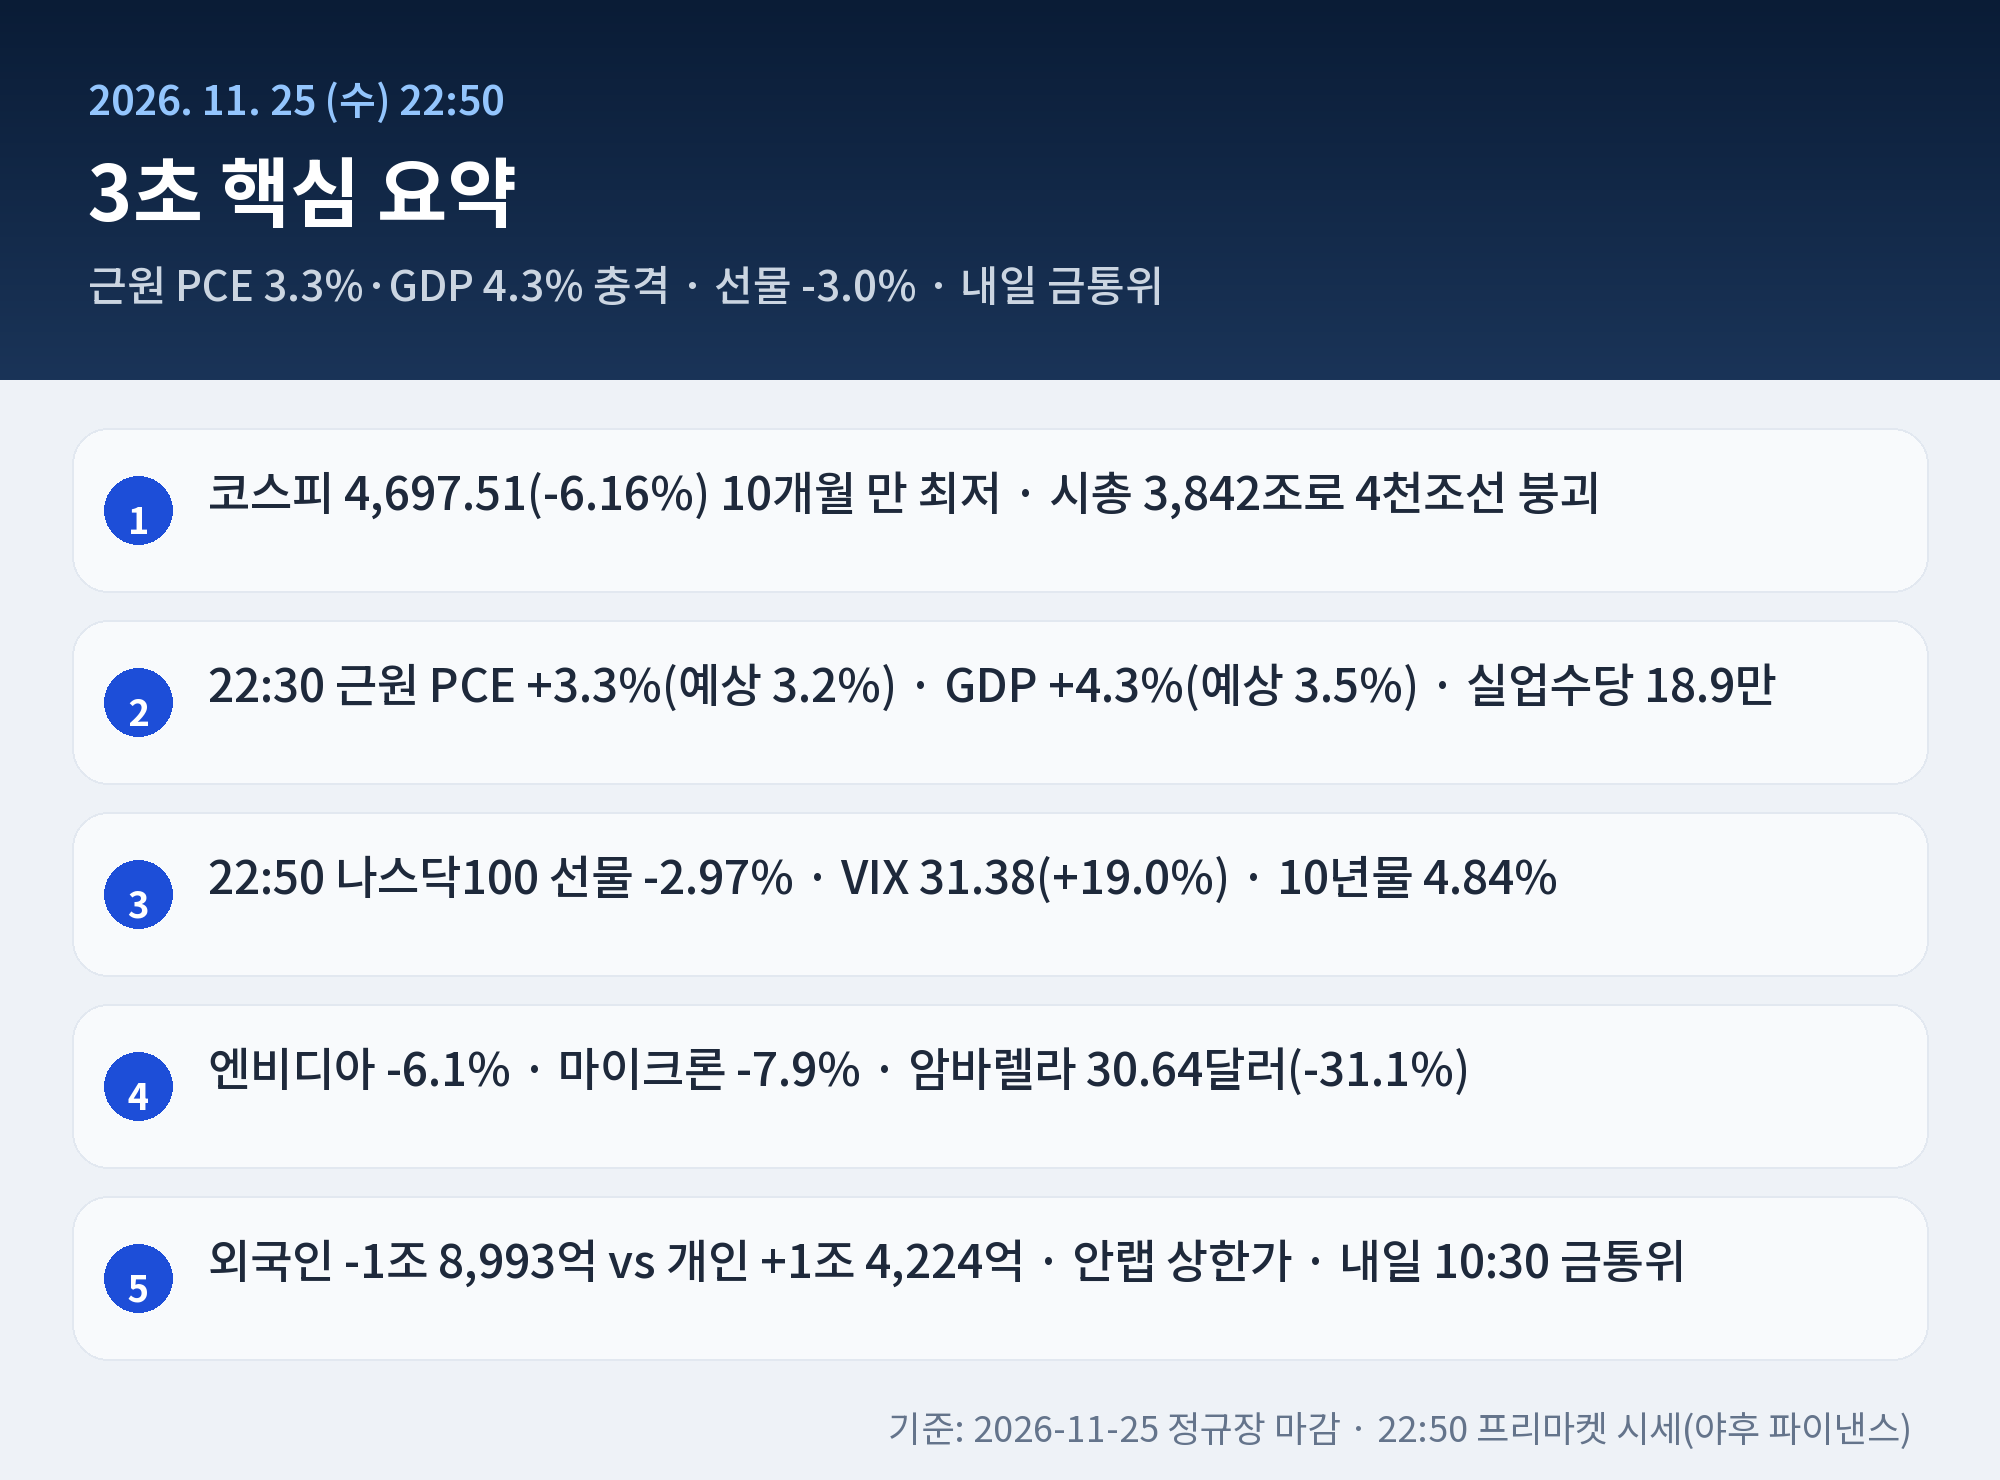 2026. 11. 25 (수) 22:50
3초 핵심 요약
근원 PCE 3.3%·GDP 4.3% 충격 · 선물 -3.0% · 내일 금통위
1 코스피 4,697.51(-6.16%) 10개월 만 최저 · 시총 3,842조로 4천조선 붕괴
2 22:30 근원 PCE +3.3%(예상 3.2%) · GDP +4.3%(예상 3.5%) · 실업수당 18.9만
3 22:50 나스닥100 선물 -2.97% · VIX 31.38(+19.0%) · 10년물 4.84%
4 엔비디아 -6.1% · 마이크론 -7.9% · 암바렐라 30.64달러(-31.1%)
5 외국인 -1조 8,993억 vs 개인 +1조 4,224억 · 안랩 상한가 · 내일 10:30 금통위
기준: 2026-11-25 정규장 마감 · 22:50 프리마켓 시세(야후 파이낸스)